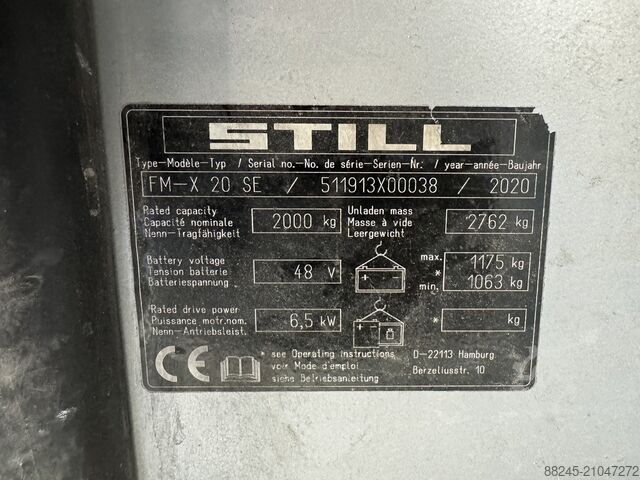 STILL
Type-Modèle-Typ / Serial no.-No. de série-Serien-Nr. / year-année-Baujahr
FM-X 20 SE / 511913X00038 / 2020
Rated capacity
Capacité nominale
Nenn-Tragfähigkeit
2000 kg
Unladen mass
Masse à vide
Leergewicht
2762 kg
Battery voltage
Tension batterie
Batteriespannung
48 V
max. 1175 kg
*
min. 1063 kg
Rated drive power
Puissance motr.nom.
Nenn-Antriebsleist.
6,5 kW
* kg
CE
* see Operating instructions
voir Mode d'emploi
siehe Betriebsanleitung
D-22113 Hamburg
Berzeliusstr. 10
88245-21047272